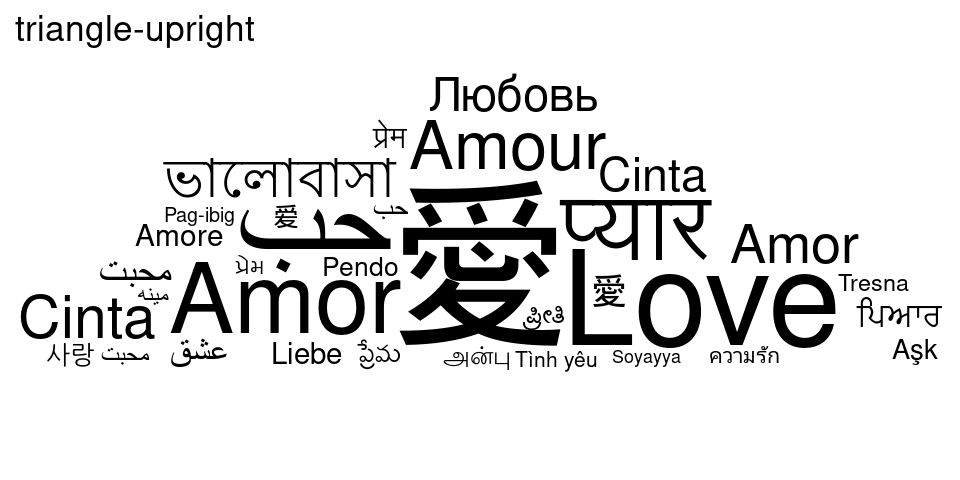 triangle-upright
Любовь
प्रेम Amour
ভালোবাসা Cinta
Pag-ibig 愛 حب 愛 प्यार
Amore حب Amor
محبت પ્રેમ Pendo Tresna
مينه Amor 愛 ಪ್ರೀತಿ Love ਪਿਆਰ
Cinta
사랑 محبت عشق Liebe ప్రేమ அன்பு Tình yêu Soyayya ความรัก Aşk